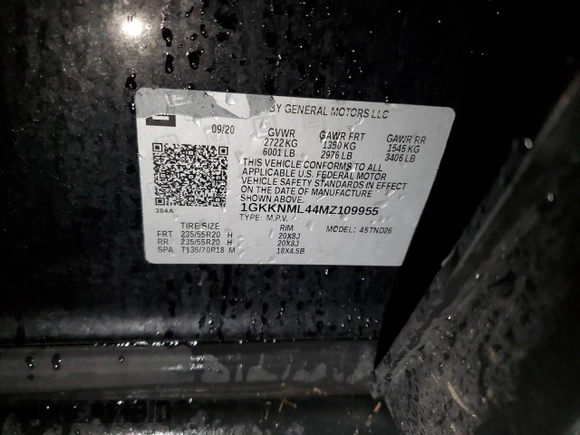 BY GENERAL MOTORS LLC
09/20 GVWR GAWR FRT GAWR RR
2722 KG 1350 KG 1545 KG
6001 LB 2976 LB 3406 LB
THIS VEHICLE CONFORMS TO ALL
APPLICABLE U.S. FEDERAL MOTOR
VEHICLE SAFETY STANDARDS IN EFFECT
ON THE DATE OF MANUFACTURE
SHOWN ABOVE.
1GKKNML44MZ109955
384A TYPE: M.P.V. MODEL: 4STND26
TIRE SIZE RIM
FRT 235/55R20 H 20X8J
RR 235/55R20 H 20X8J
SPA T135/70R18 M 18X4.5B